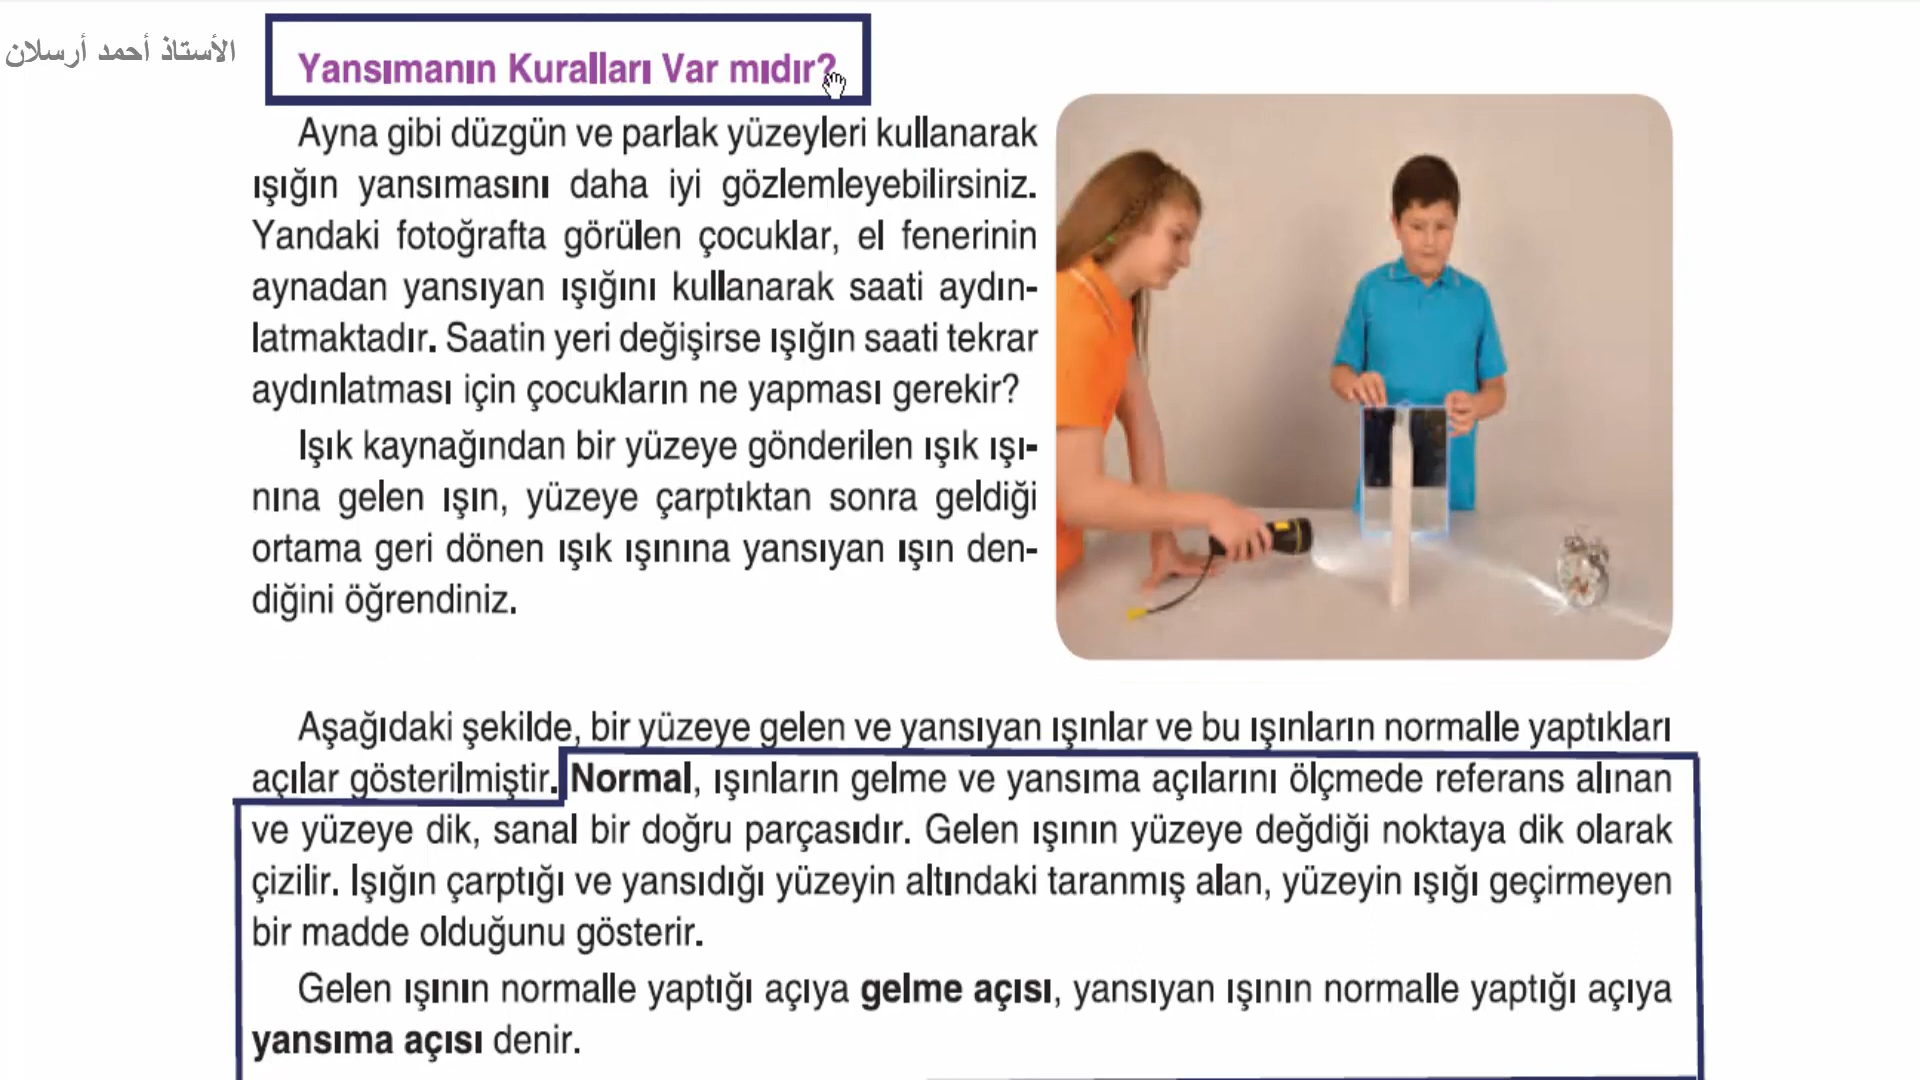 الأستاذ أحمد أرسلان
Yansımanın Kuralları Var mıdır?
Ayna gibi düzgün ve parlak yüzeyleri kullanarak
ışığın yansımasını daha iyi gözlemleyebilirsiniz.
Yandaki fotoğrafta görülen çocuklar, el fenerinin
aynadan yansıyan ışığını kullanarak saati aydın-
latmaktadır. Saatin yeri değişirse ışığın saati tekrar
aydınlatması için çocukların ne yapması gerekir?
Işık kaynağından bir yüzeye gönderilen ışık ışı-
nına gelen ışın, yüzeye çarptıktan sonra geldiği
ortama geri dönen ışık ışınına yansıyan ışın den-
diğini öğrendiniz.
Aşağıdaki şekilde, bir yüzeye gelen ve yansıyan ışınlar ve bu ışınların normalle yaptıkları
açılar gösterilmiştir. Normal, ışınların gelme ve yansıma açılarını ölçmede referans alınan
ve yüzeye dik, sanal bir doğru parçasıdır. Gelen ışının yüzeye değdiği noktaya dik olarak
çizilir. Işığın çarptığı ve yansıdığı yüzeyin altındaki taranmış alan, yüzeyin ışığı geçirmeyen
bir madde olduğunu gösterir.
Gelen ışının normalle yaptığı açıya gelme açısı, yansıyan ışının normalle yaptığı açıya
yansıma açısı denir.